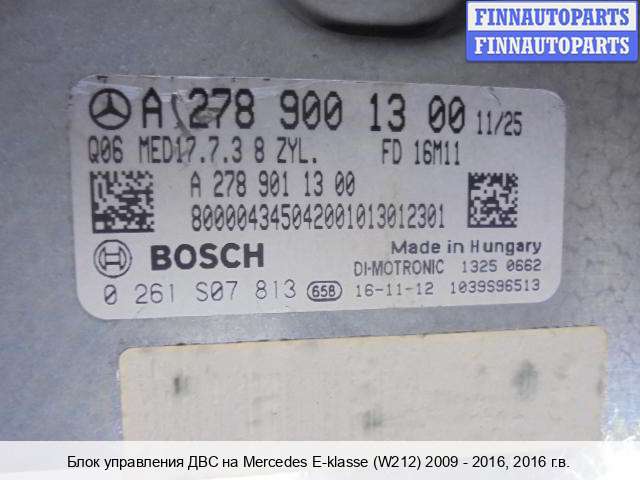 FINNAUTOPARTS
FINNAUTOPARTS
A 278 900 13 00 11/25
Q06 MED17.7.3 8 ZYL. FD 16M11
A 278 901 13 00
800004345042001013012301
BOSCH
Made in Hungary
DI-MOTRONIC 1325 0662
0 261 S07 813 658 16-11-12 1039S96513
Блок управления ДВС на Mercedes E-klasse (W212) 2009 - 2016, 2016 г.в.